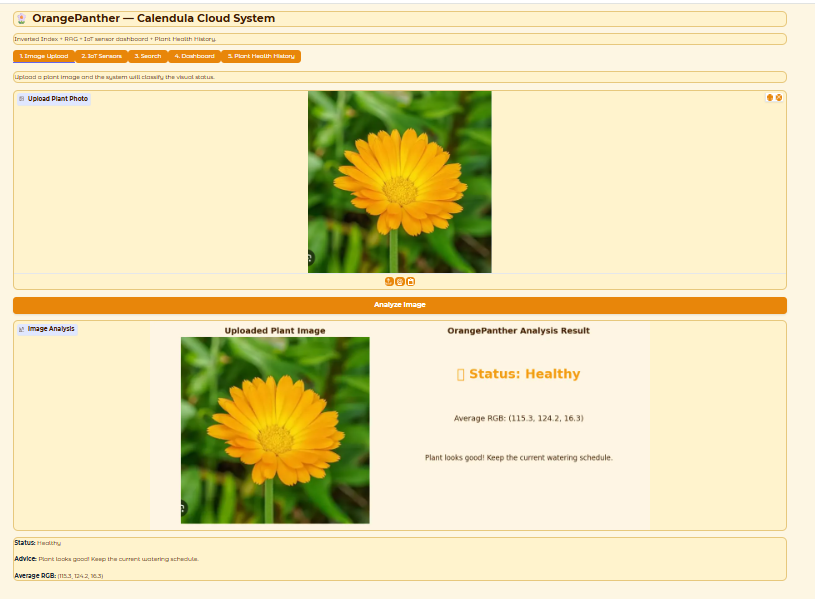 OrangePanther — Calendula Cloud System
Inverted Index • RAG • IoT sensor dashboard • Plant Health History.
1. Image Upload 2. IoT Sensors 3. Search 4. Dashboard 5. Plant Health History
Upload a plant image and the system will classify the visual status.
Upload Plant Photo
Analyze Image
Image Analysis
Uploaded Plant Image
OrangePanther Analysis Result
Status: Healthy
Average RGB: (115.3, 124.2, 16.3)
Plant looks good! Keep the current watering schedule.
Status: Healthy
Advice: Plant looks good! Keep the current watering schedule.
Average RGB: (115.3, 124.2, 16.3)